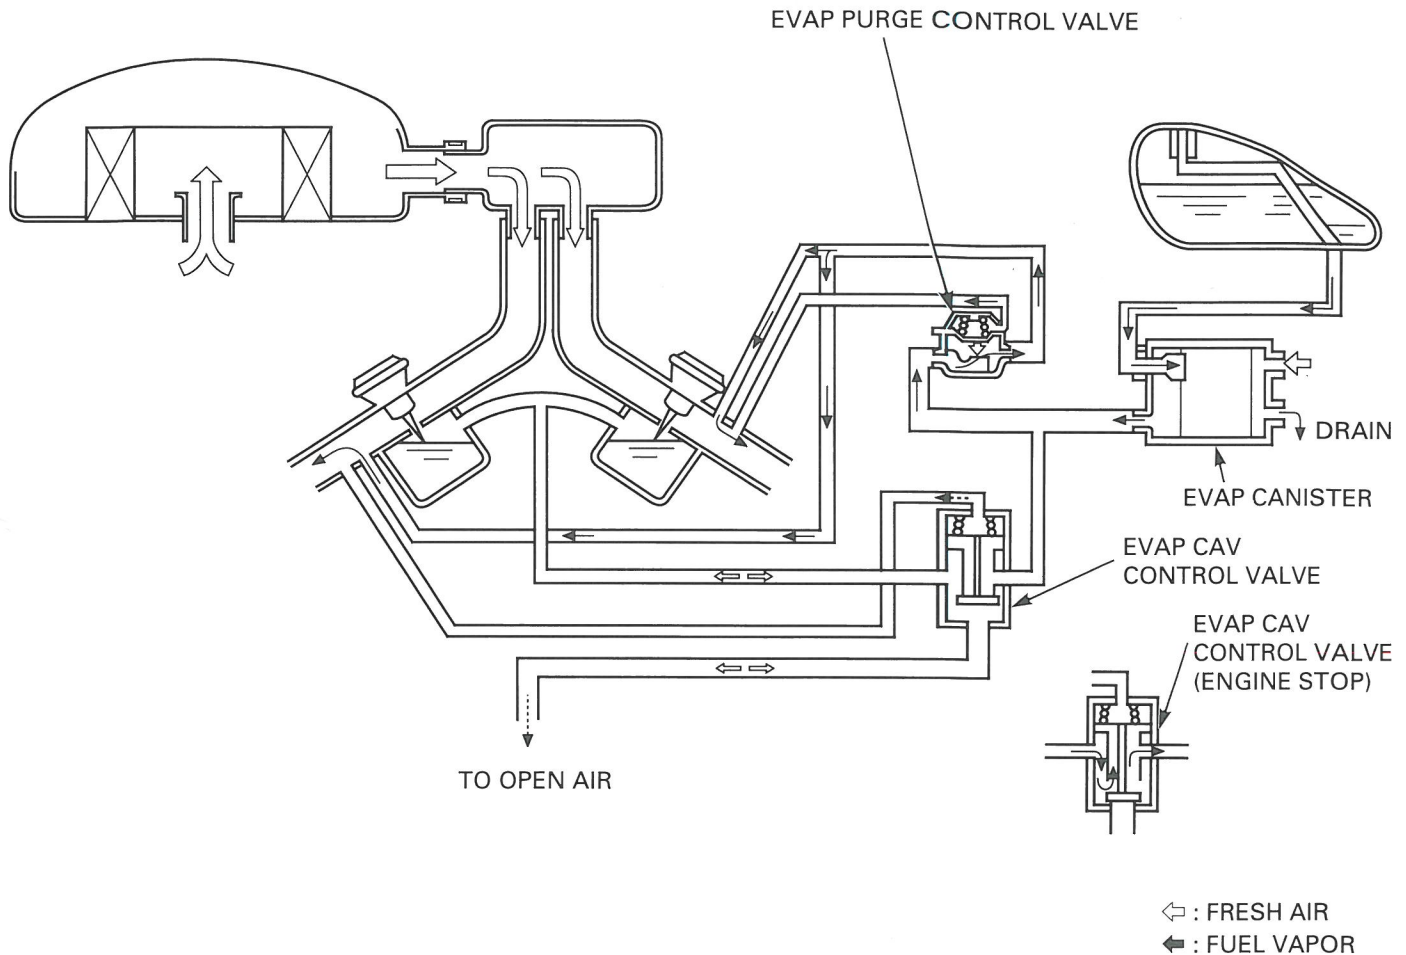 EVAP PURGE CONTROL VALVE
DRAIN
EVAP CANISTER
EVAP CAV
CONTROL VALVE
EVAP CAV
CONTROL VALVE
(ENGINE STOP)
TO OPEN AIR
: FRESH AIR
: FUEL VAPOR